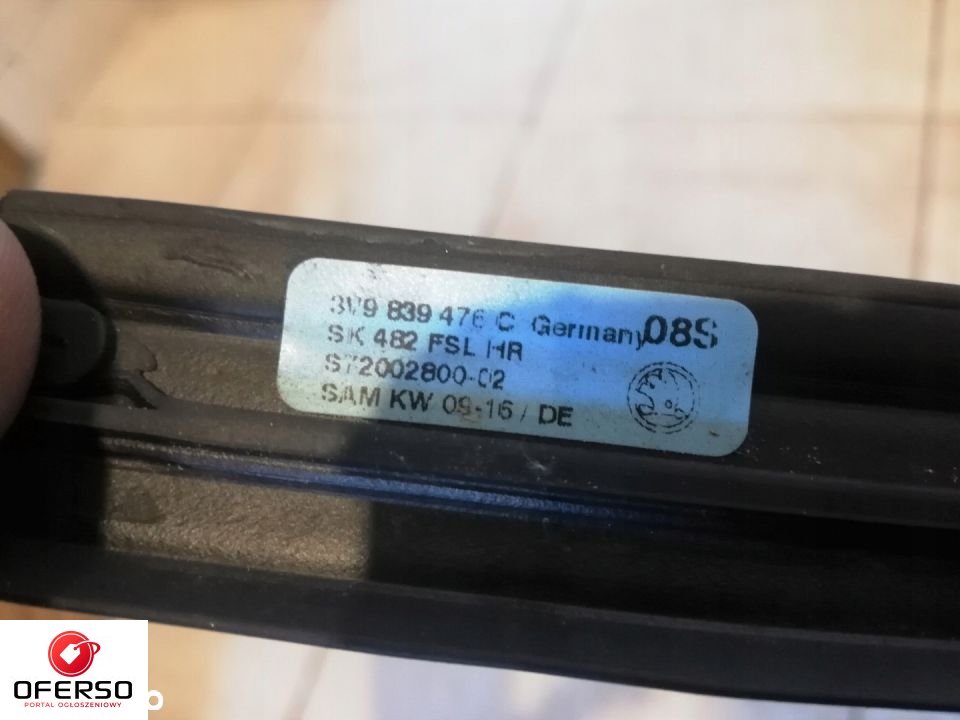 3V9 839 476 C Germany 08S
SK 482 FSL HR
S72002800-02
SAM KW 09-16 / DE
OFERSO
PORTAL OGŁOSZENIOWY